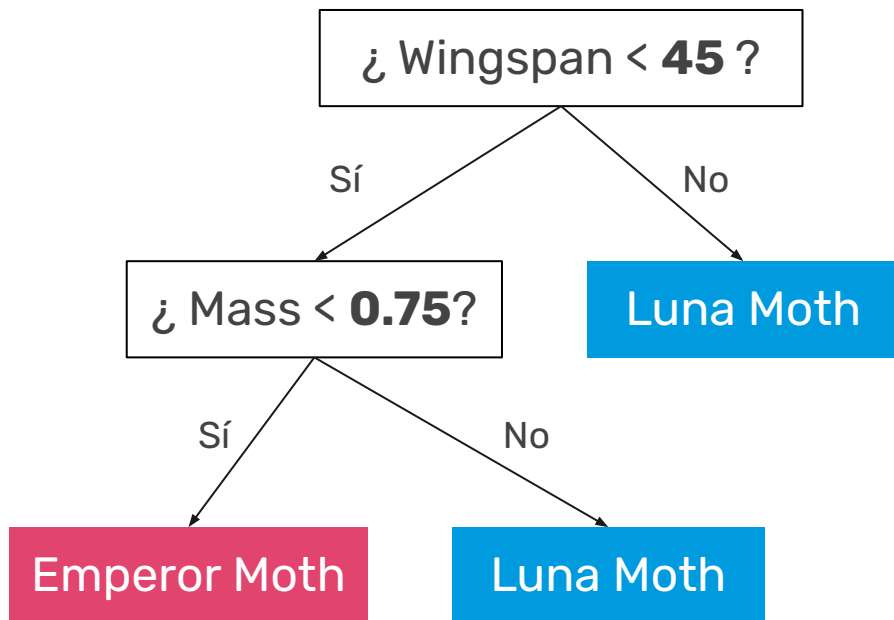 ¿ Wingspan < 45 ?
Sí
No
¿ Mass < 0.75?
Luna Moth
Sí
No
Emperor Moth
Luna Moth